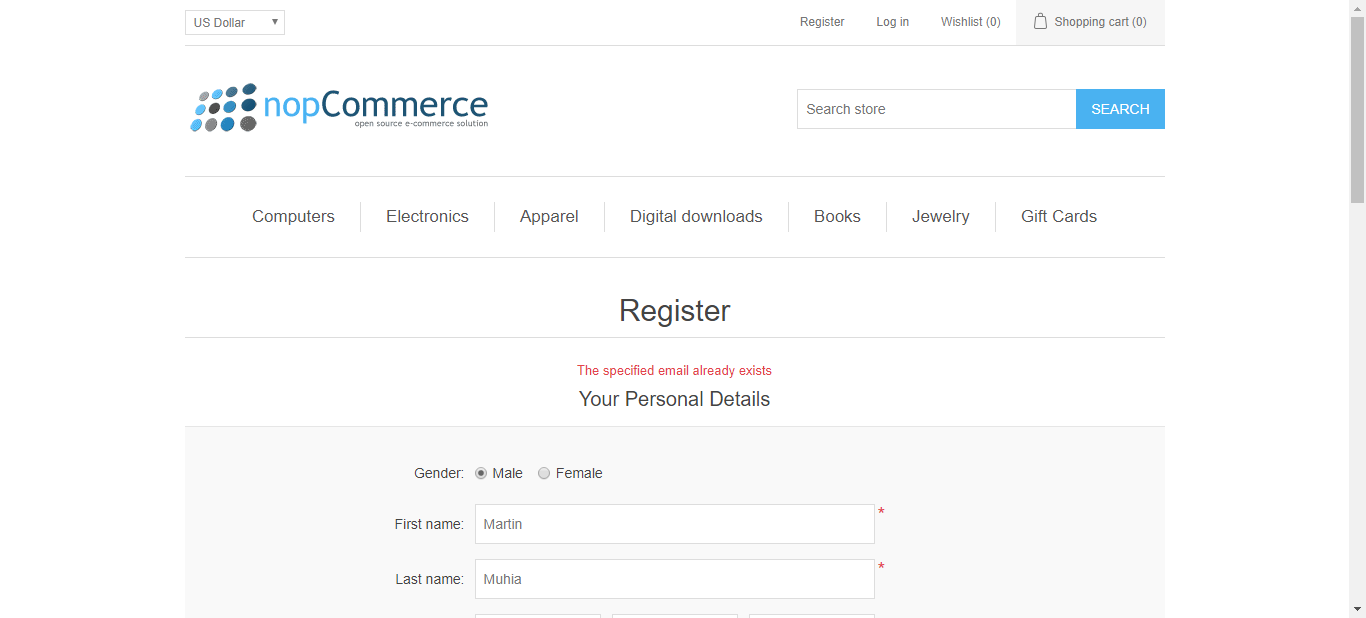 US Dollar Register Log in Wishlist (0) Shopping cart (0)
nopCommerce
open source e-commerce solution
Search store SEARCH
Computers Electronics Apparel Digital downloads Books Jewelry Gift Cards
Register
The specified email already exists
Your Personal Details
Gender: Male Female
First name: Martin *
Last name: Muhia *